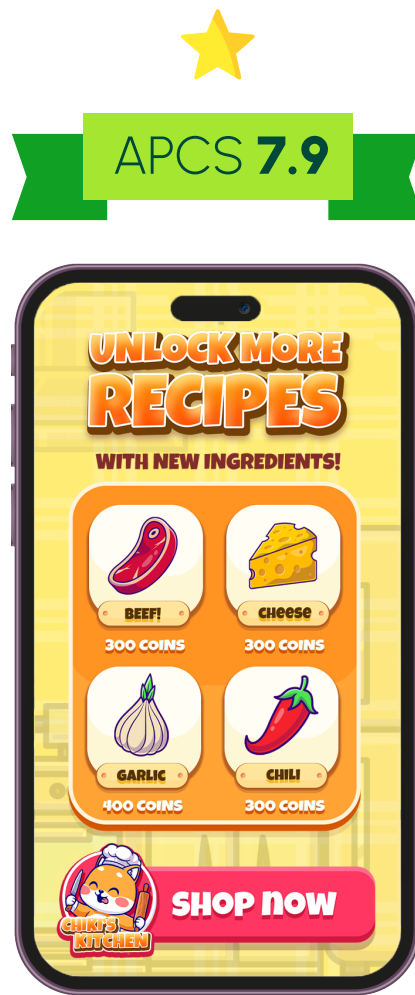 APCS 7.9
UNLOCK MORE
RECIPES
WITH NEW INGREDIENTS!
BEEF!
CHeeSe
300 COINS
300 COINS
GARLIC
CHILI
400 COINS
300 COINS
SHOP NOW
CHIKI'S
KITCHEN